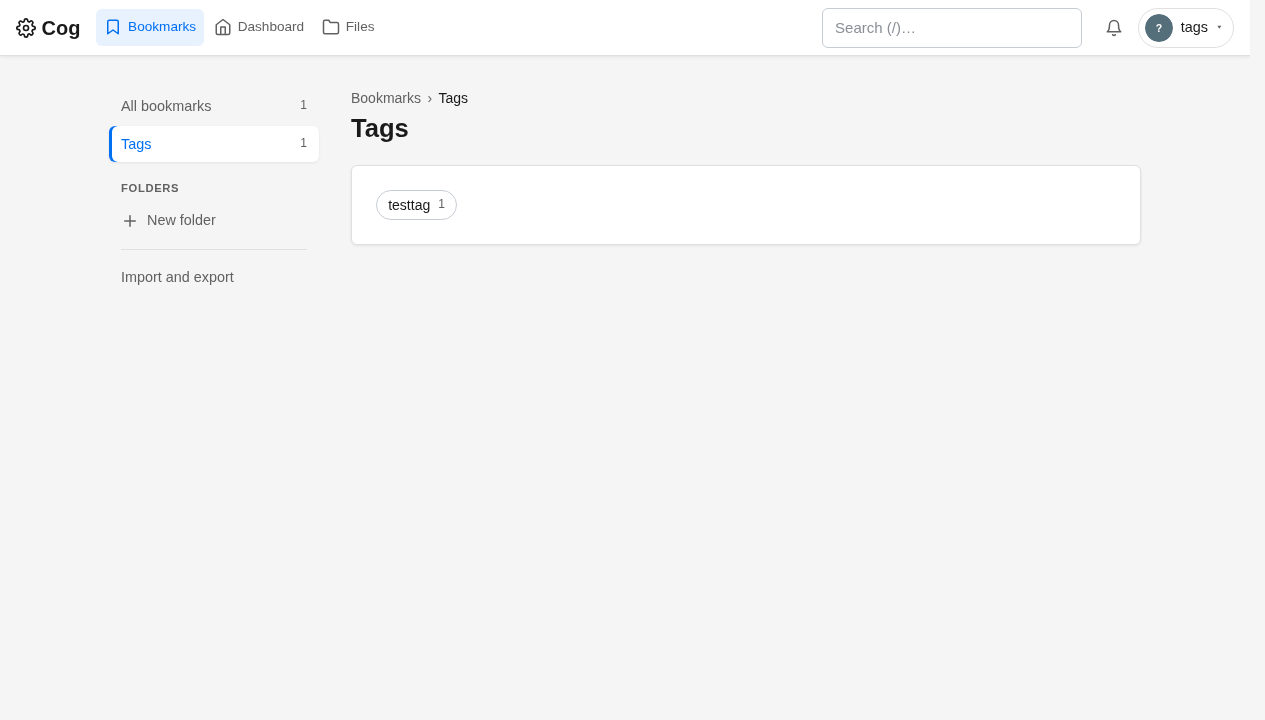 Cog
Bookmarks
Dashboard
Files
Search (/)…
?
tags
All bookmarks 1
Tags 1
FOLDERS
New folder
Import and export
Bookmarks › Tags
Tags
testtag 1